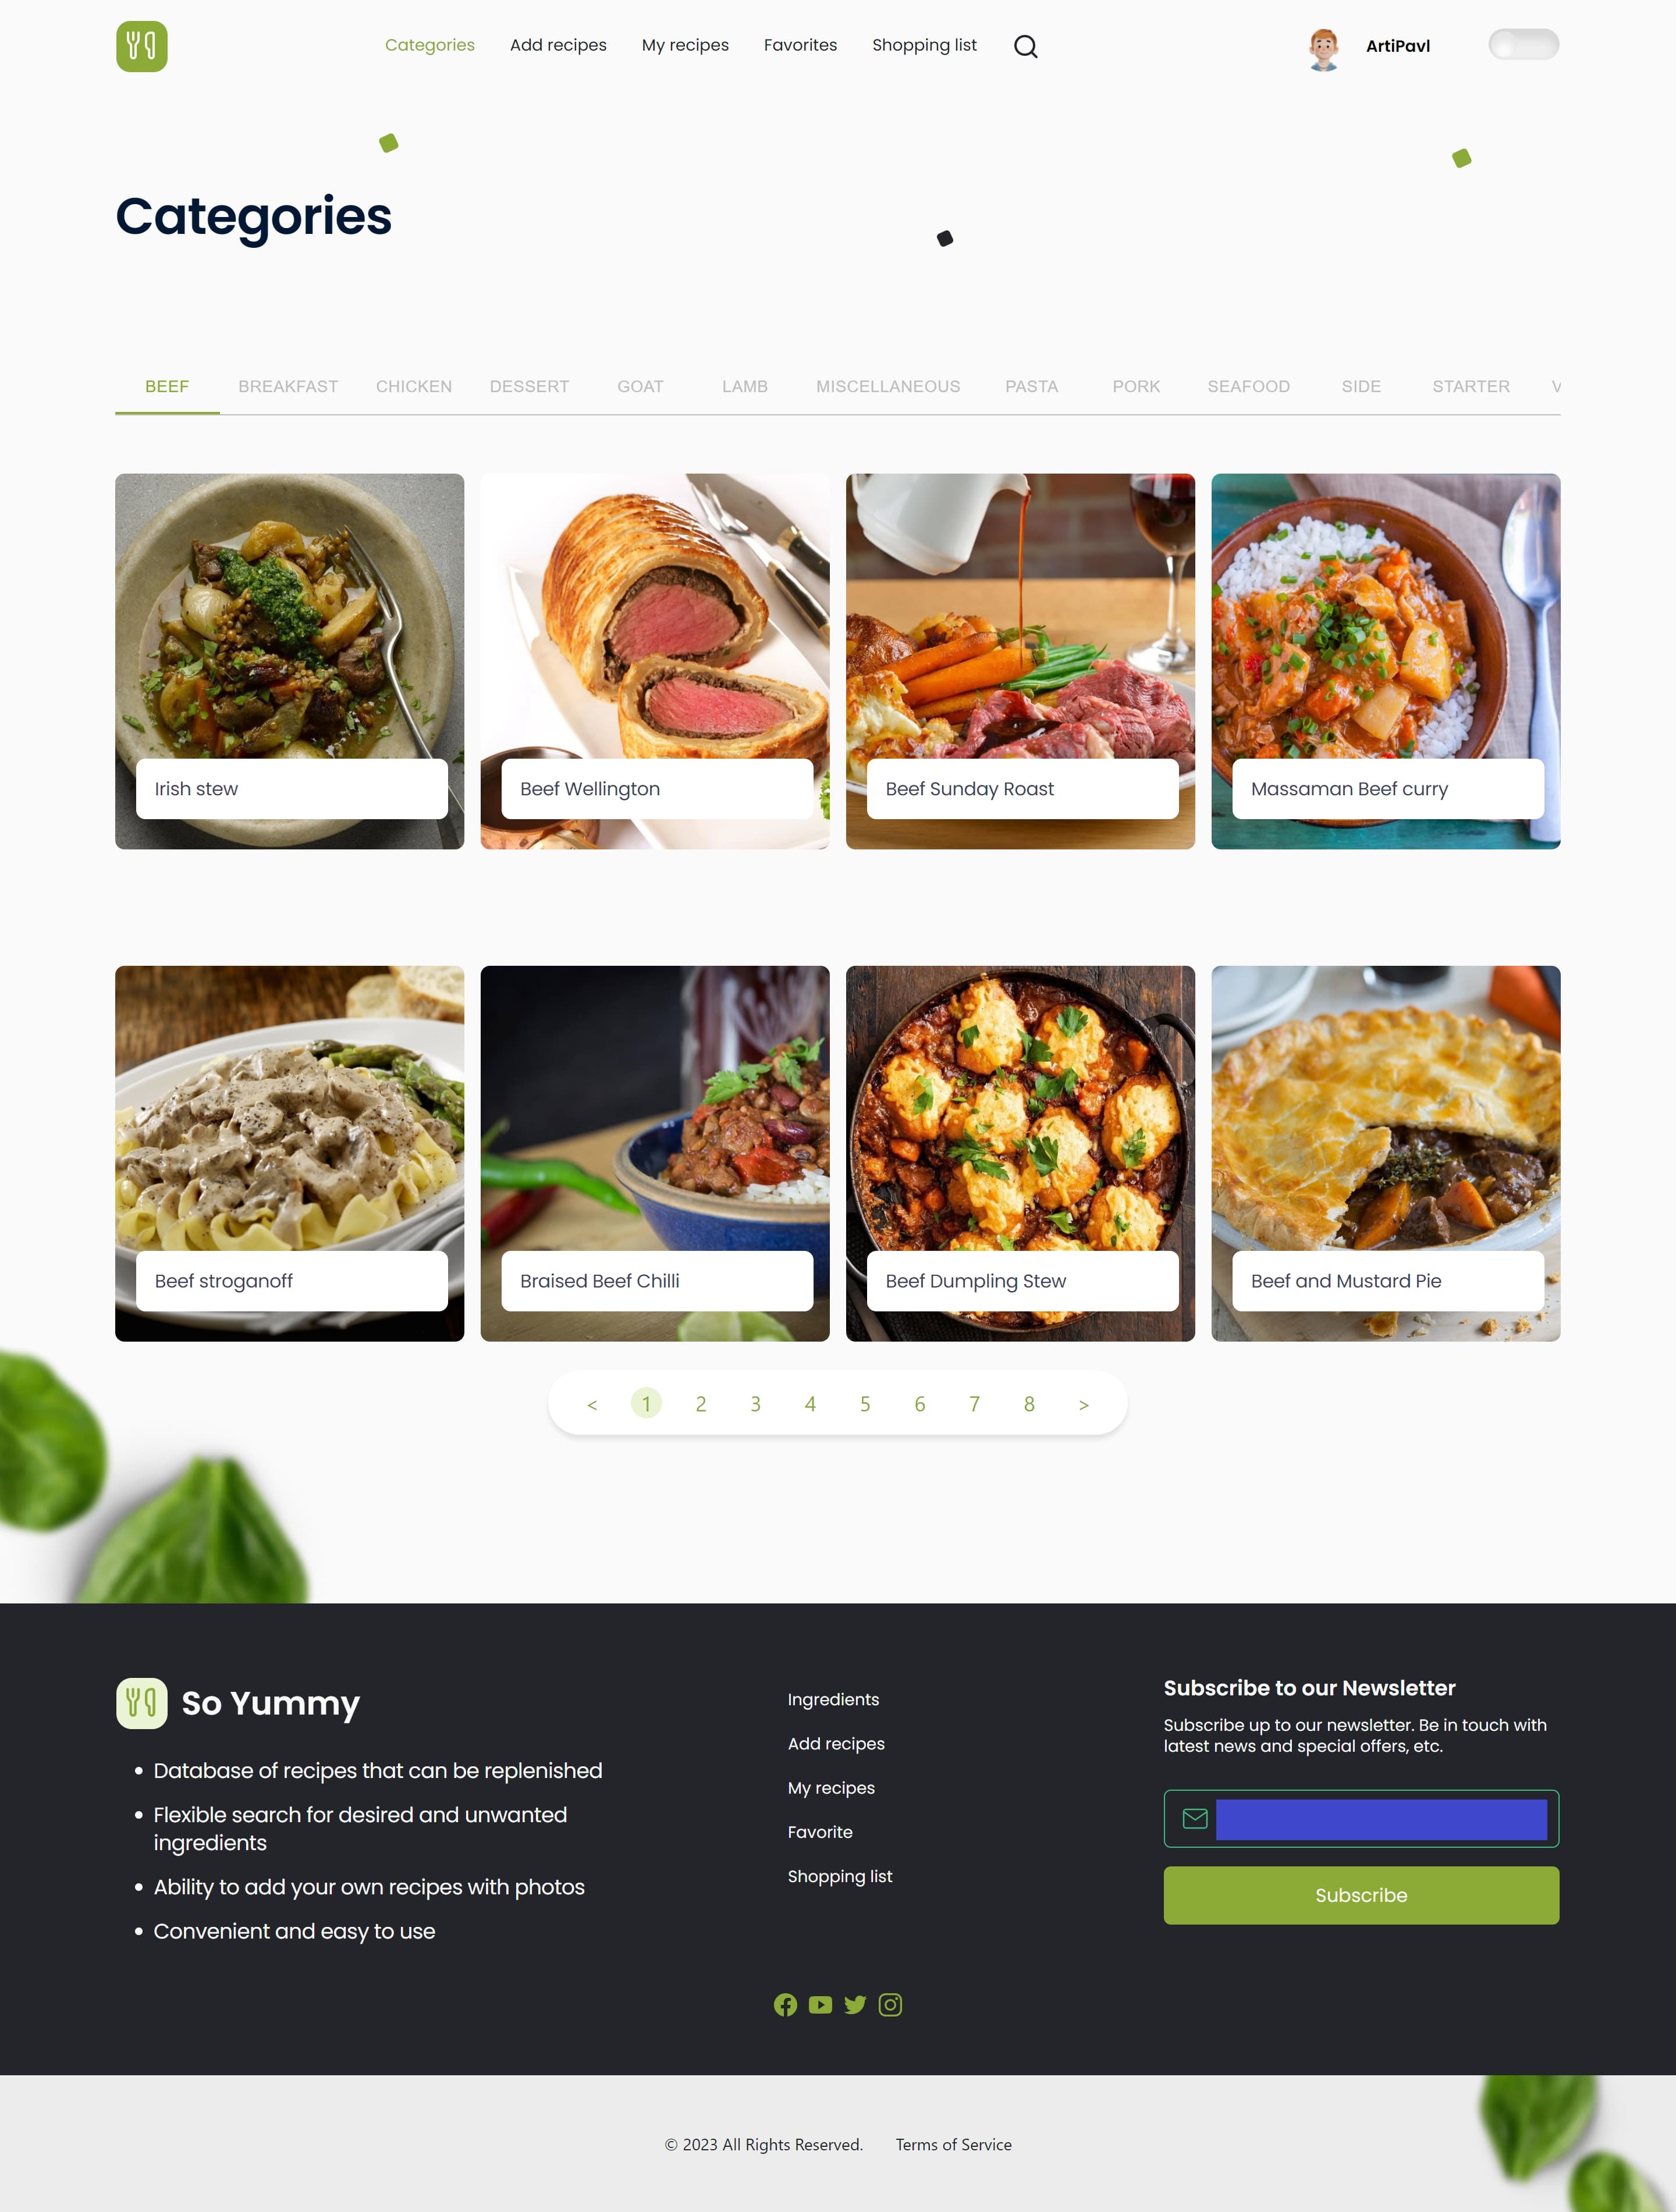 Categories Add recipes My recipes Favorites Shopping list ArtiPavl
Categories
BEEF BREAKFAST CHICKEN DESSERT GOAT LAMB MISCELLANEOUS PASTA PORK SEAFOOD SIDE STARTER
Irish stew
Beef Wellington
Beef Sunday Roast
Massaman Beef curry
Beef stroganoff
Braised Beef Chilli
Beef Dumpling Stew
Beef and Mustard Pie
< 1 2 3 4 5 6 7 8 >
So Yummy
Database of recipes that can be replenished
Flexible search for desired and unwanted
ingredients
Ability to add your own recipes with photos
Convenient and easy to use
Ingredients
Add recipes
My recipes
Favorite
Shopping list
Subscribe to our Newsletter
Subscribe up to our newsletter. Be in touch with
latest news and special offers, etc.
Subscribe
© 2023 All Rights Reserved. Terms of Service